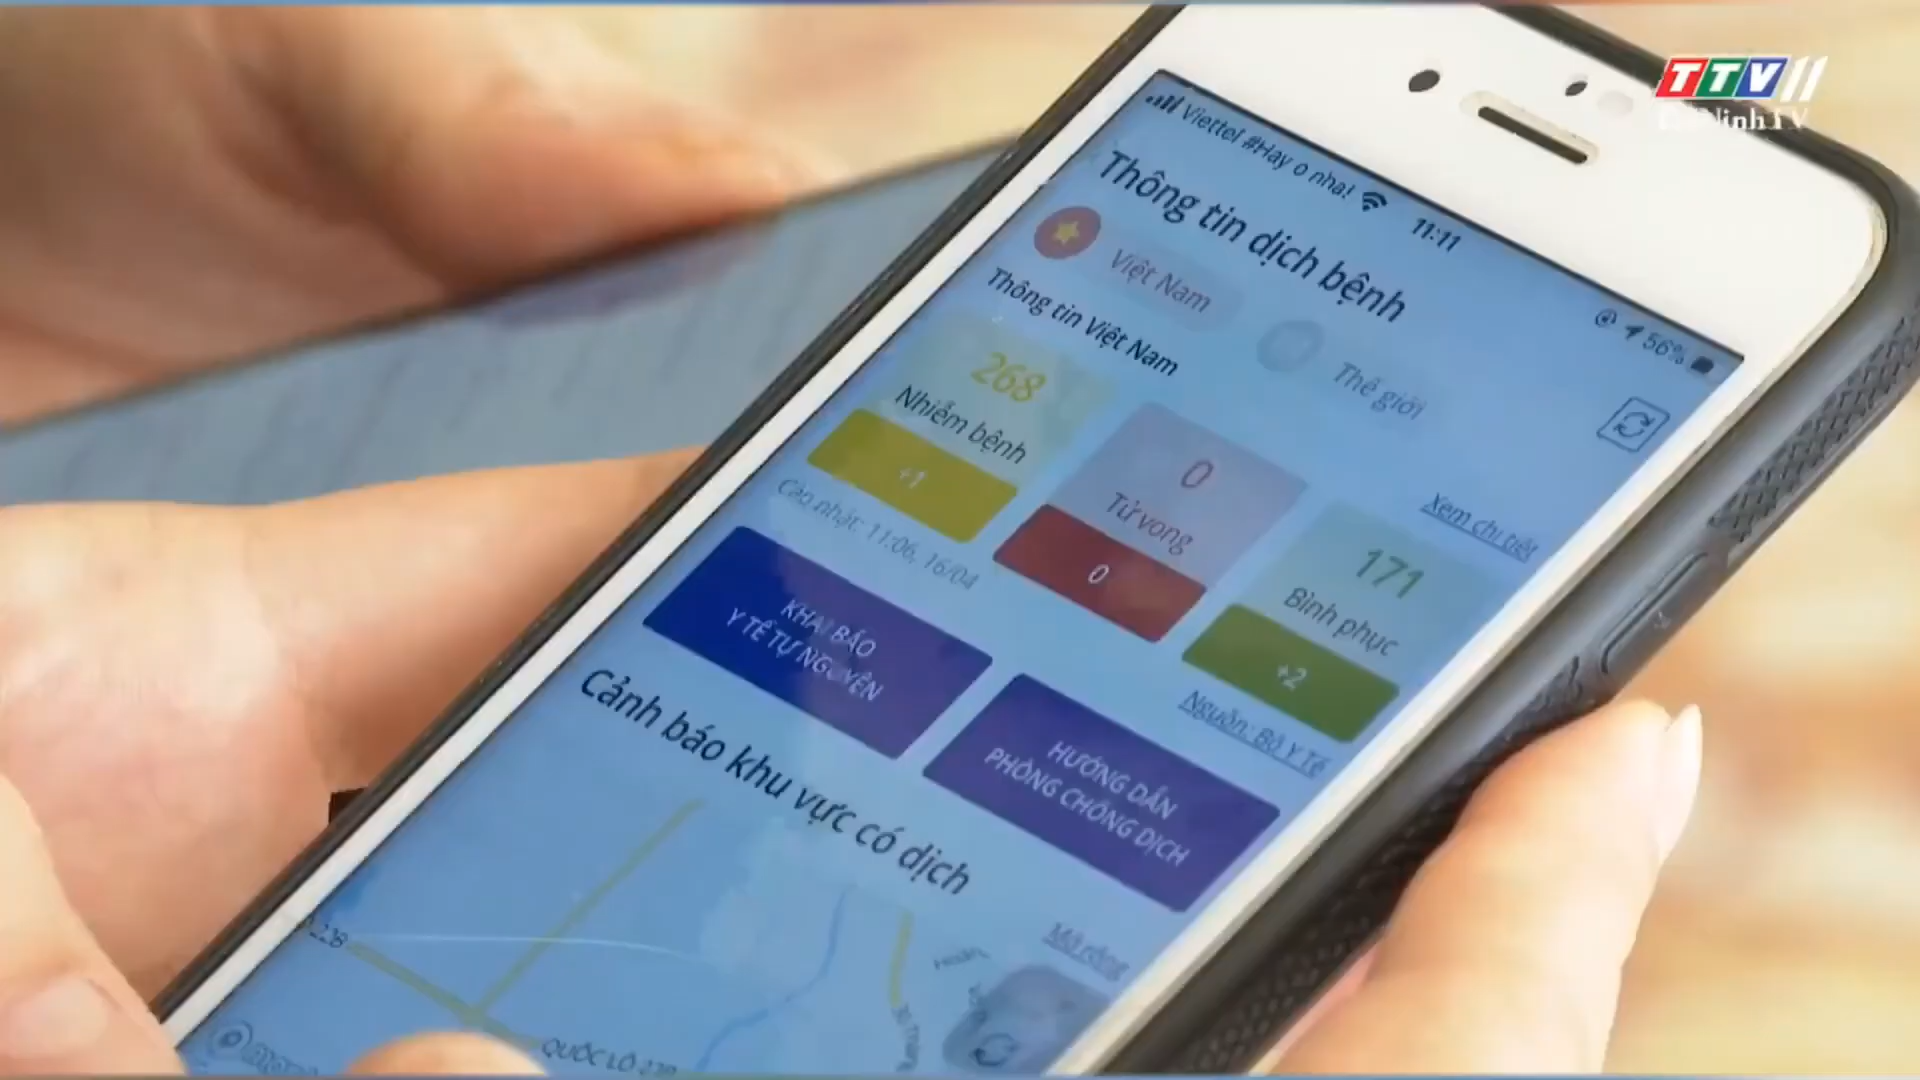 TTV11
Viettel #Hay o nha!
11:11
56%
Thông tin dịch bệnh
Việt Nam
Thế giới
Thông tin Việt Nam
268
Nhiễm bệnh
+1
0
Tử vong
0
171
Bình phục
+2
Xem chi tiết
Cập nhật: 11:06, 16/04
Nguồn: Bộ Y Tế
KHAI BÁO
Y TẾ TỰ NGUYỆN
HƯỚNG DẪN
PHÒNG CHỐNG DỊCH
Cảnh báo khu vực có dịch
Mở rộng
QUỐC LỘ 22B